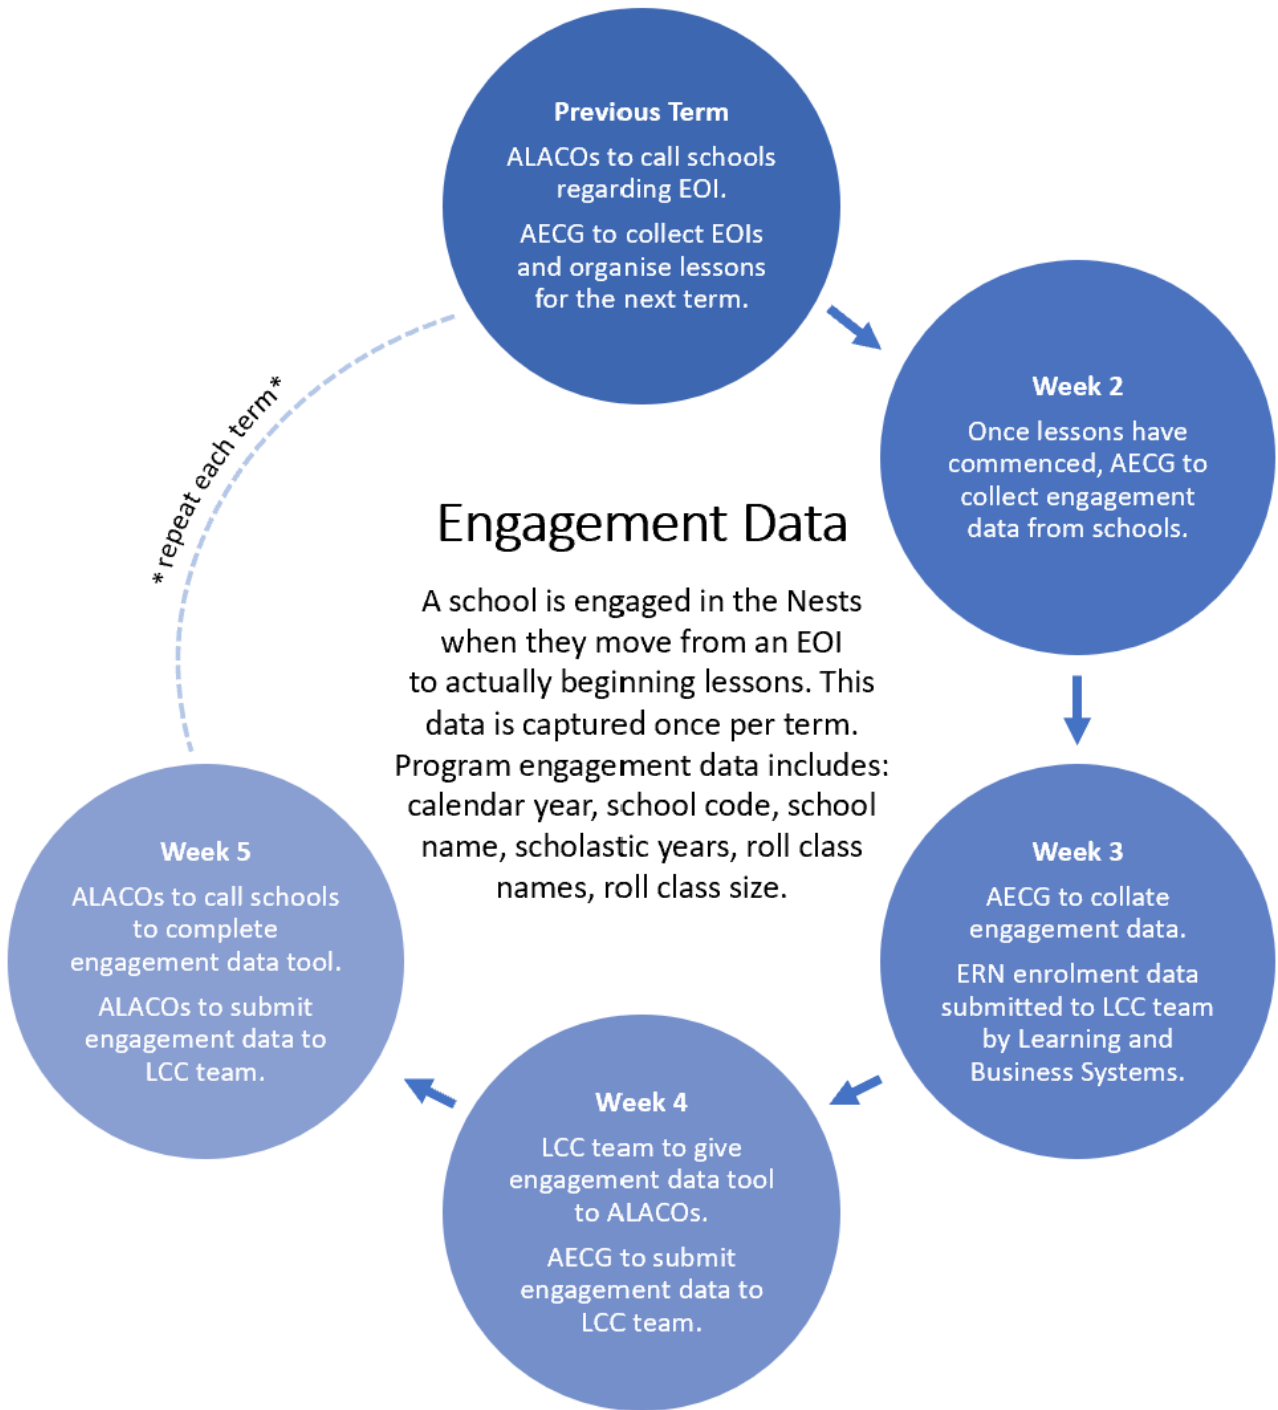 Previous Term
ALACOs to call schools
regarding EOI.
AECG to collect EOIs
and organise lessons
for the next term.
Week 2
Once lessons have
commenced, AECG to
collect engagement
data from schools.
Week 3
AECG to collate
engagement data.
ERN enrolment data
submitted to LCC team
by Learning and
Business Systems.
Week 4
LCC team to give
engagement data tool
to ALACOs.
AECG to submit
engagement data to
LCC team.
Week 5
ALACOs to call schools
to complete
engagement data tool.
ALACOs to submit
engagement data to
LCC team.
*repeat each term*
Engagement Data
A school is engaged in the Nests
when they move from an EOI
to actually beginning lessons. This
data is captured once per term.
Program engagement data includes:
calendar year, school code, school
name, scholastic years, roll class
names, roll class size.